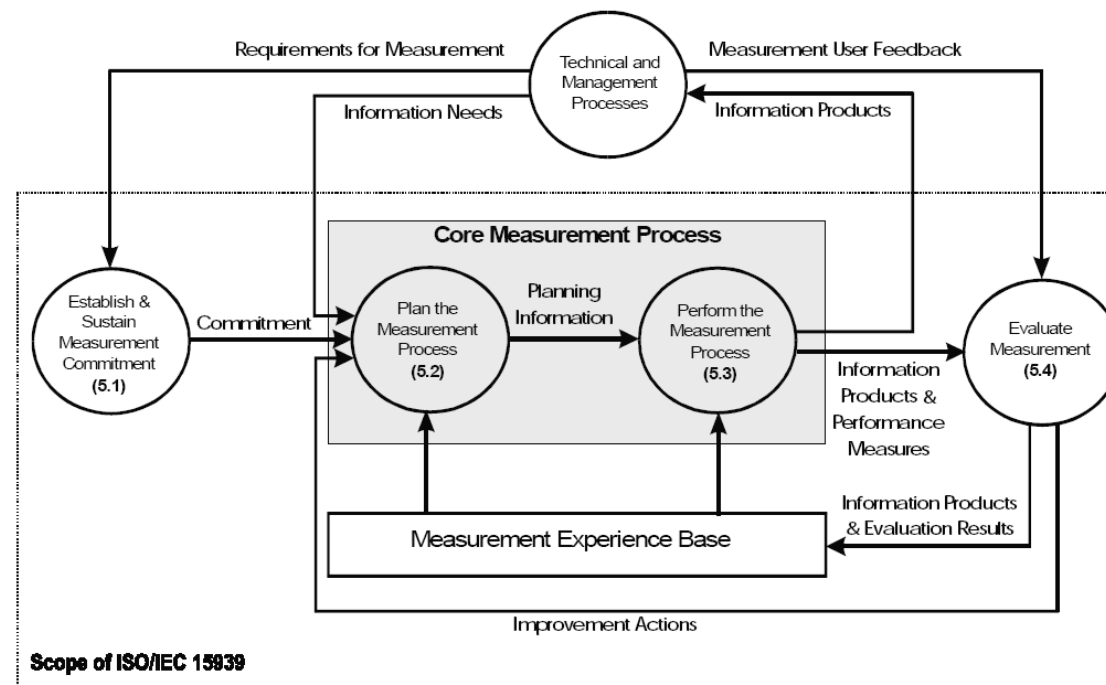 Requirements for Measurement
Technical and
Management
Processes
Measurement User Feedback
Information Needs
Information Products
Core Measurement Process
Establish &
Sustain
Measurement
Commitment
(5.1)
Commitment
Plan the
Measurement
Process
(5.2)
Planning
Information
Perform the
Measurement
Process
(5.3)
Evaluate
Measurement
(5.4)
Information
Products &
Performance
Measures
Information Products
& Evaluation Results
Measurement Experience Base
Improvement Actions
Scope of ISO/IEC 15939